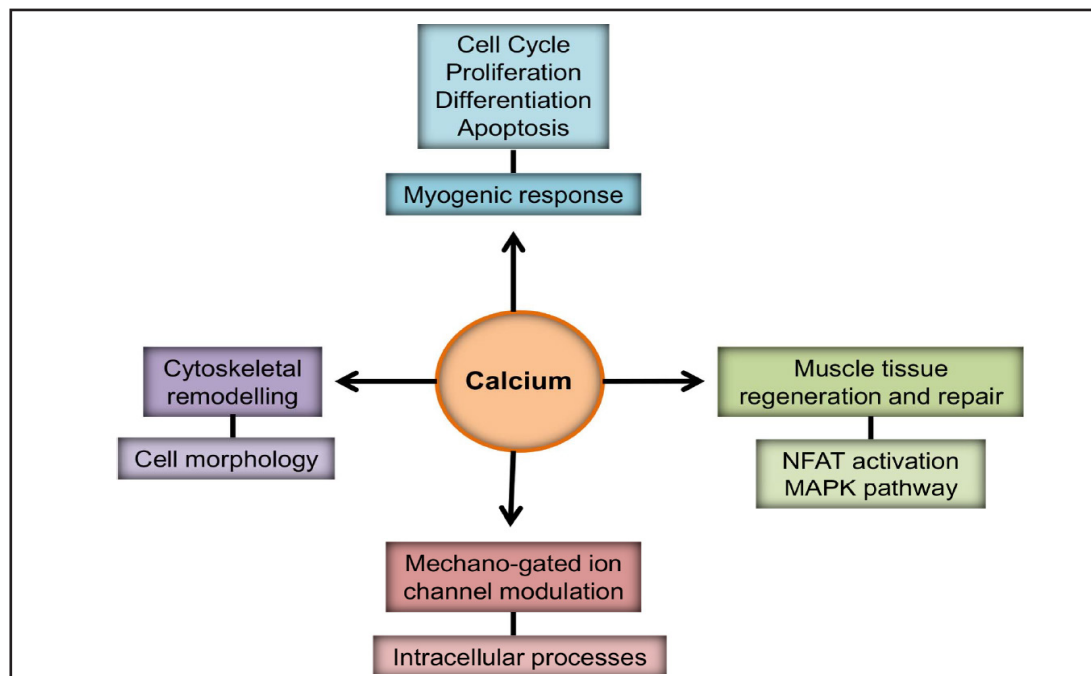 Cell Cycle
Proliferation
Differentiation
Apoptosis
Myogenic response
Cytoskeletal
remodelling
Cell morphology
Calcium
Muscle tissue
regeneration and repair
NFAT activation
MAPK pathway
Mechano-gated ion
channel modulation
Intracellular processes